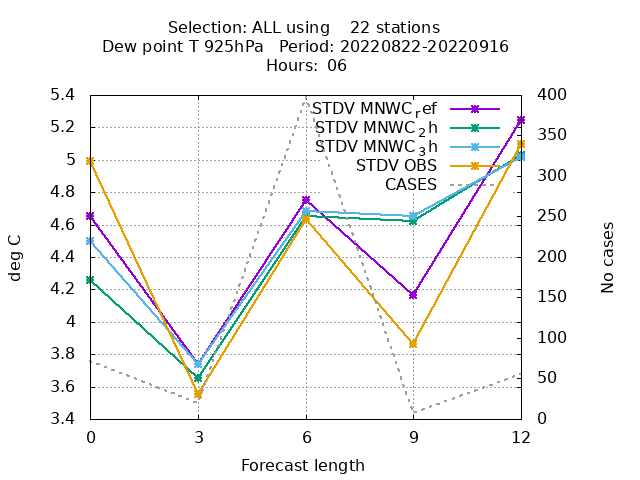 Selection: ALL using    22 stations
Dew point T 925hPa   Period: 20220822-20220916
Hours:  06
5.4
5.2
5
4.8
4.6
4.4
4.2
4
3.8
3.6
3.4
400
350
300
250
200
150
100
50
0
0
3
6
9
12
STDV MNWCref
STDV MNWC2h
STDV MNWC3h
STDV OBS
CASES
deg C
No cases
Forecast length